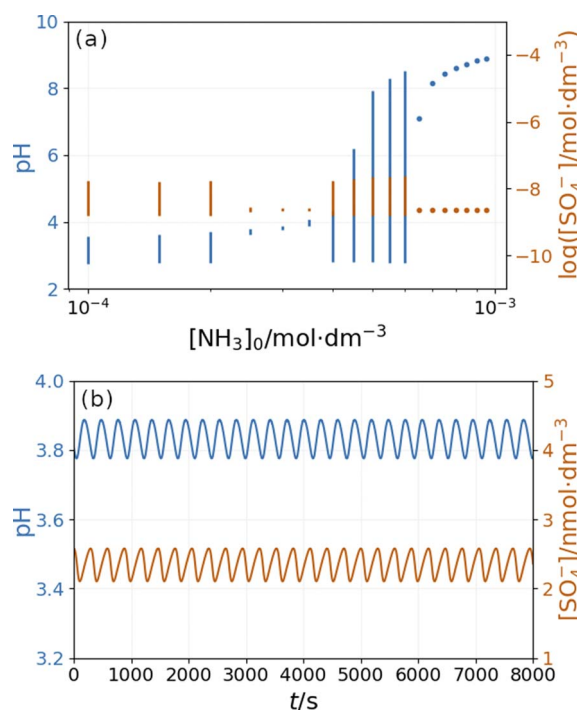 (a)
10
8
6
4
2
pH
−4
−6
−8
−10
log([SO₄⁻]/mol·dm⁻³)
10⁻⁴
10⁻³
[NH₃]₀/mol·dm⁻³
(b)
4.0
3.8
3.6
3.4
3.2
pH
5
4
3
2
1
[SO₄⁻]/nmol·dm⁻³
0 1000 2000 3000 4000 5000 6000 7000 8000
t/s